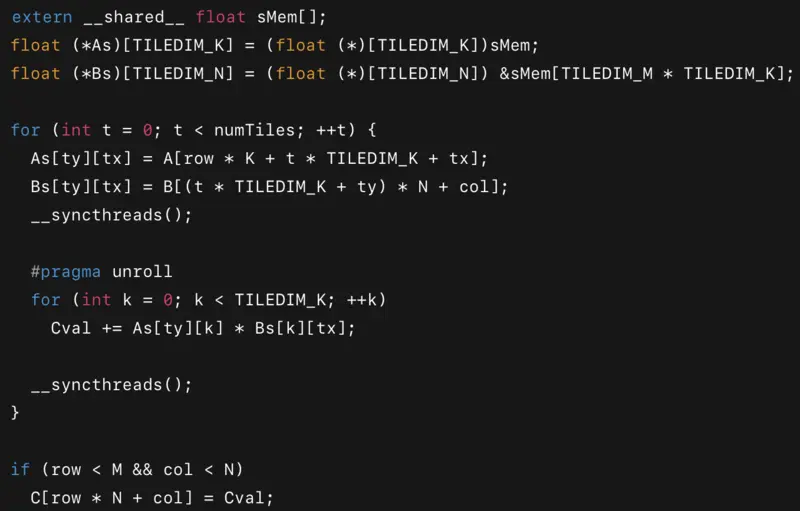 extern __shared__ float sMem[];
float (*As)[TILEDIM_K] = (float (*)[TILEDIM_K])sMem;
float (*Bs)[TILEDIM_N] = (float (*)[TILEDIM_N]) &sMem[TILEDIM_M * TILEDIM_K];

for (int t = 0; t < numTiles; ++t) {
  As[ty][tx] = A[row * K + t * TILEDIM_K + tx];
  Bs[ty][tx] = B[(t * TILEDIM_K + ty) * N + col];
  __syncthreads();

  #pragma unroll
  for (int k = 0; k < TILEDIM_K; ++k)
    Cval += As[ty][k] * Bs[k][tx];

  __syncthreads();
}

if (row < M && col < N)
  C[row * N + col] = Cval;